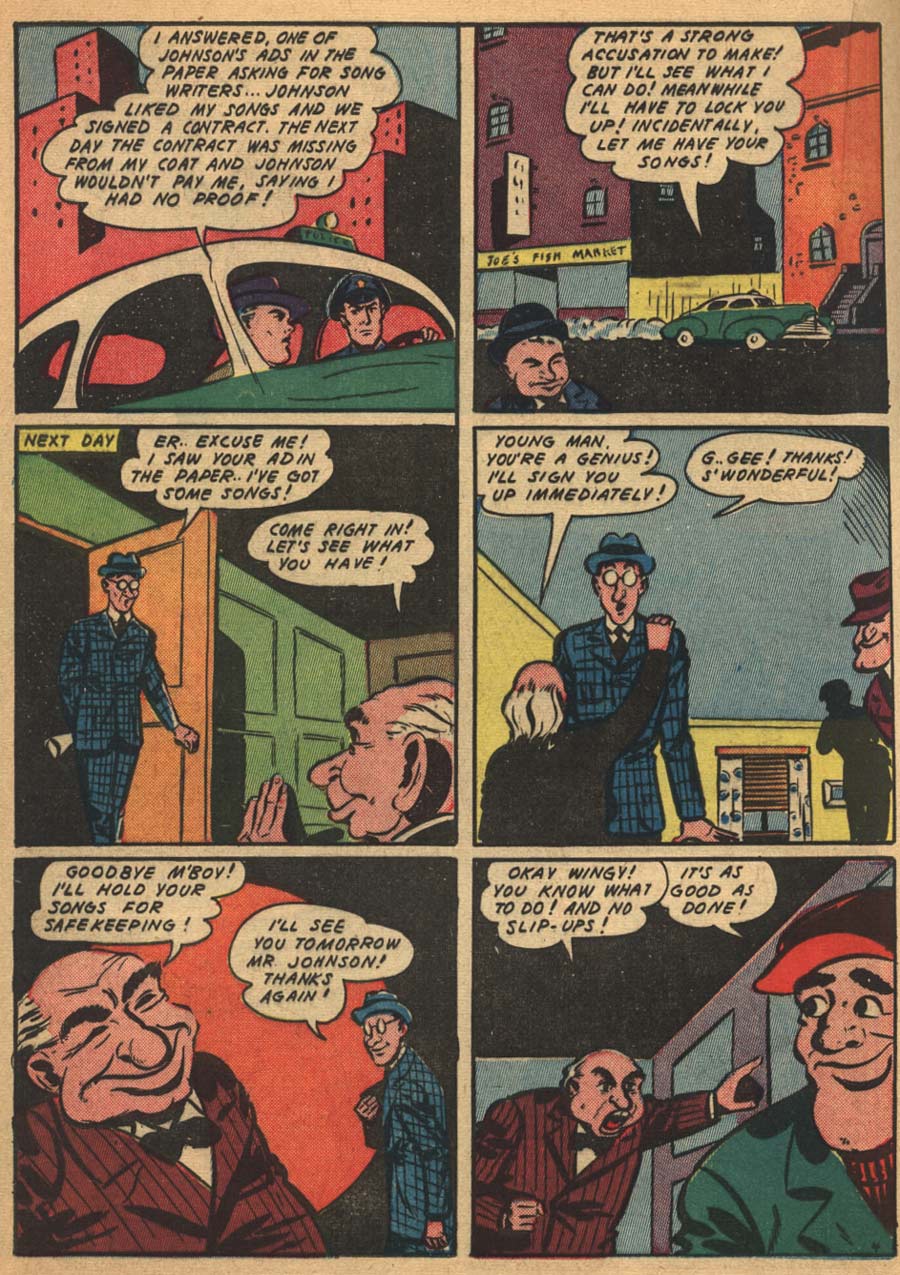 I ANSWERED, ONE OF
JOHNSON'S ADS IN THE
PAPER ASKING FOR SONG
WRITERS... JOHNSON
LIKED MY SONGS AND WE
SIGNED A CONTRACT. THE NEXT
DAY THE CONTRACT WAS MISSING
FROM MY COAT AND JOHNSON
WOULDN'T PAY ME, SAYING I
HAD NO PROOF!
POLICE
THAT'S A STRONG
ACCUSATION TO MAKE!
BUT I'LL SEE WHAT I
CAN DO! MEANWHILE
I'LL HAVE TO LOCK YOU
UP! INCIDENTALLY,
LET ME HAVE YOUR
SONGS!
JOE'S FISH MARKET
NEXT DAY
ER.. EXCUSE ME!
I SAW YOUR AD IN
THE PAPER.. I'VE GOT
SOME SONGS!
COME RIGHT IN!
LET'S SEE WHAT
YOU HAVE!
YOUNG MAN,
YOU'RE A GENIUS!
I'LL SIGN YOU
UP IMMEDIATELY!
G..GEE! THANKS!
S'WONDERFUL!
GOODBYE M'BOY!
I'LL HOLD YOUR
SONGS FOR
SAFEKEEPING!
I'LL SEE
YOU TOMORROW
MR. JOHNSON!
THANKS
AGAIN!
OKAY WINGY!
YOU KNOW WHAT
TO DO! AND NO
SLIP-UPS!
IT'S AS
GOOD AS
DONE!
4